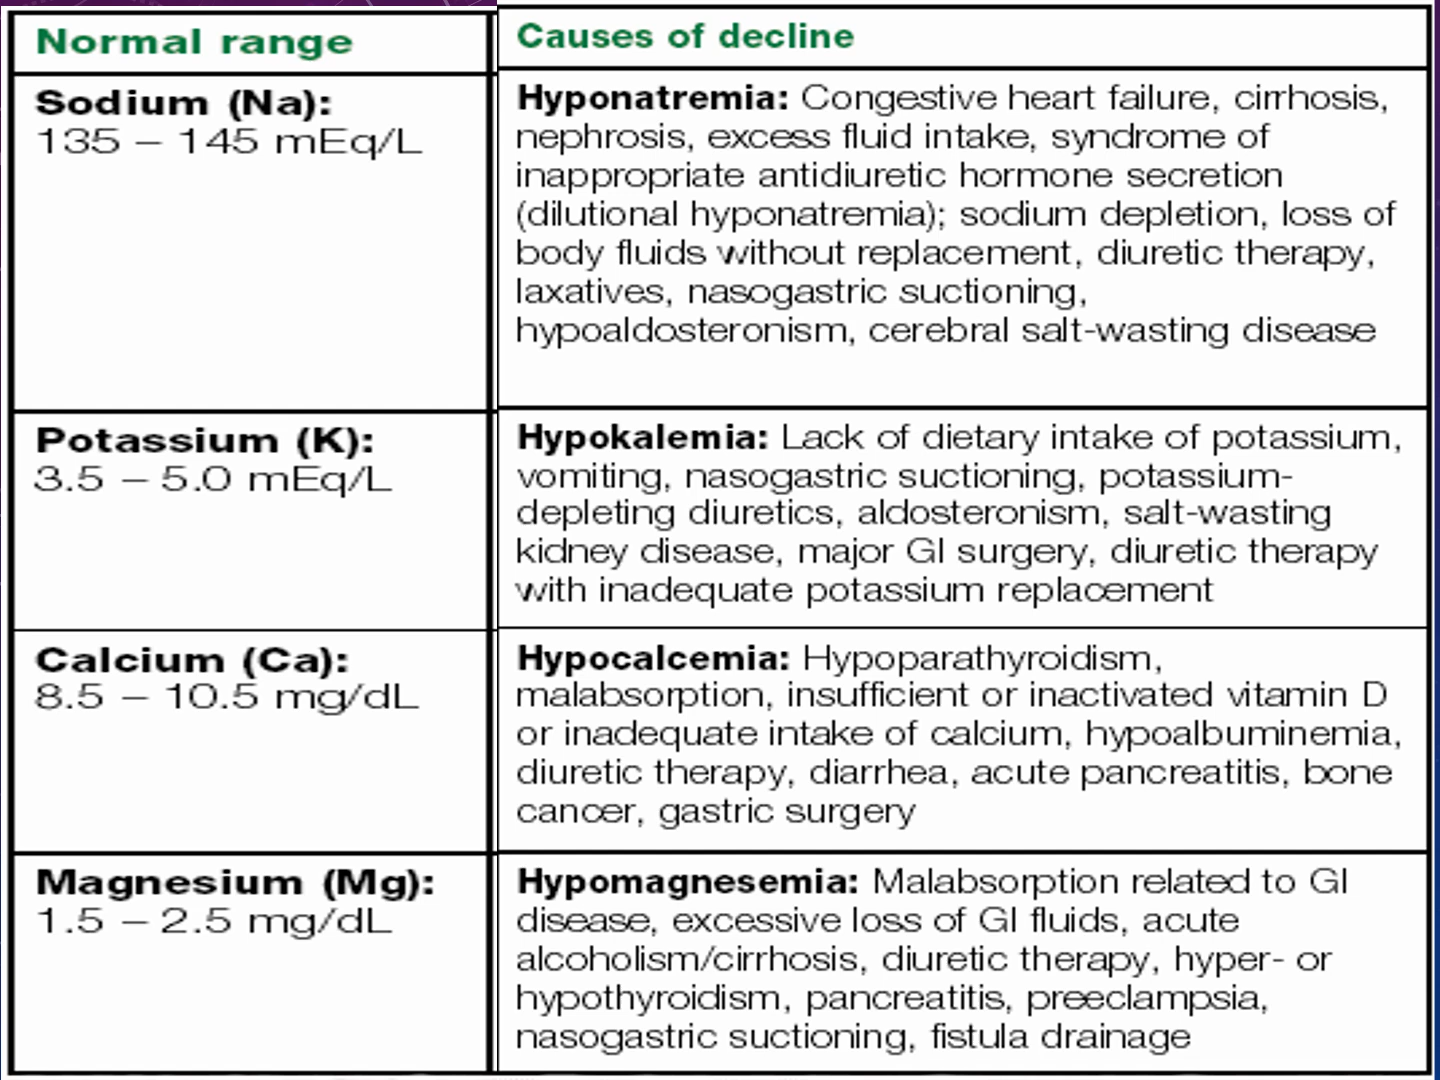 Normal range
Causes of decline
Sodium (Na):
135 – 145 mEq/L
Hyponatremia: Congestive heart failure, cirrhosis,
nephrosis, excess fluid intake, syndrome of
inappropriate antidiuretic hormone secretion
(dilutional hyponatremia); sodium depletion, loss of
body fluids without replacement, diuretic therapy,
laxatives, nasogastric suctioning,
hypoaldosteronism, cerebral salt-wasting disease
Potassium (K):
3.5 – 5.0 mEq/L
Hypokalemia: Lack of dietary intake of potassium,
vomiting, nasogastric suctioning, potassium-
depleting diuretics, aldosteronism, salt-wasting
kidney disease, major GI surgery, diuretic therapy
with inadequate potassium replacement
Calcium (Ca):
8.5 – 10.5 mg/dL
Hypocalcemia: Hypoparathyroidism,
malabsorption, insufficient or inactivated vitamin D
or inadequate intake of calcium, hypoalbuminemia,
diuretic therapy, diarrhea, acute pancreatitis, bone
cancer, gastric surgery
Magnesium (Mg):
1.5 – 2.5 mg/dL
Hypomagnesemia: Malabsorption related to GI
disease, excessive loss of GI fluids, acute
alcoholism/cirrhosis, diuretic therapy, hyper- or
hypothyroidism, pancreatitis, preeclampsia,
nasogastric suctioning, fistula drainage